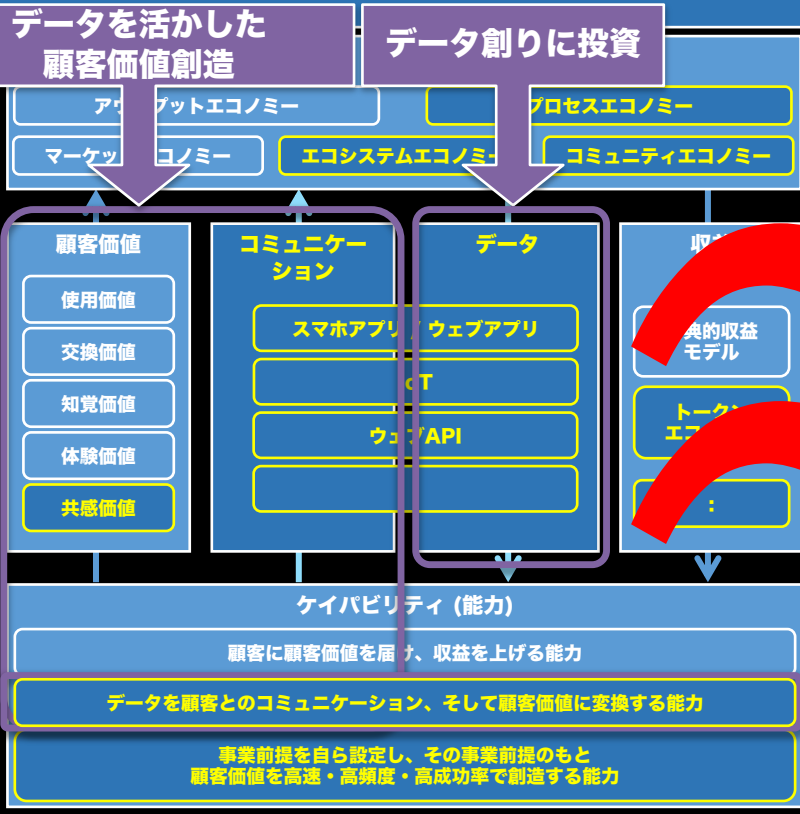 データを活かした
顧客価値創造
データ創りに投資
プロセスエコノミー
エコシステムエコノミー
コミュニティエコノミー
顧客価値
使用価値
交換価値
知覚価値
体験価値
共感価値
コミュニケー
ション
データ
スマホアプリ / ウェブアプリ
ウェブAPI
モデル
:
ケイパビリティ (能力)
顧客に顧客価値を届け、収益を上げる能力
データを顧客とのコミュニケーション、そして顧客価値に変換する能力
事業前提を自ら設定し、その事業前提のもと
顧客価値を高速・高頻度・高成功率で創造する能力